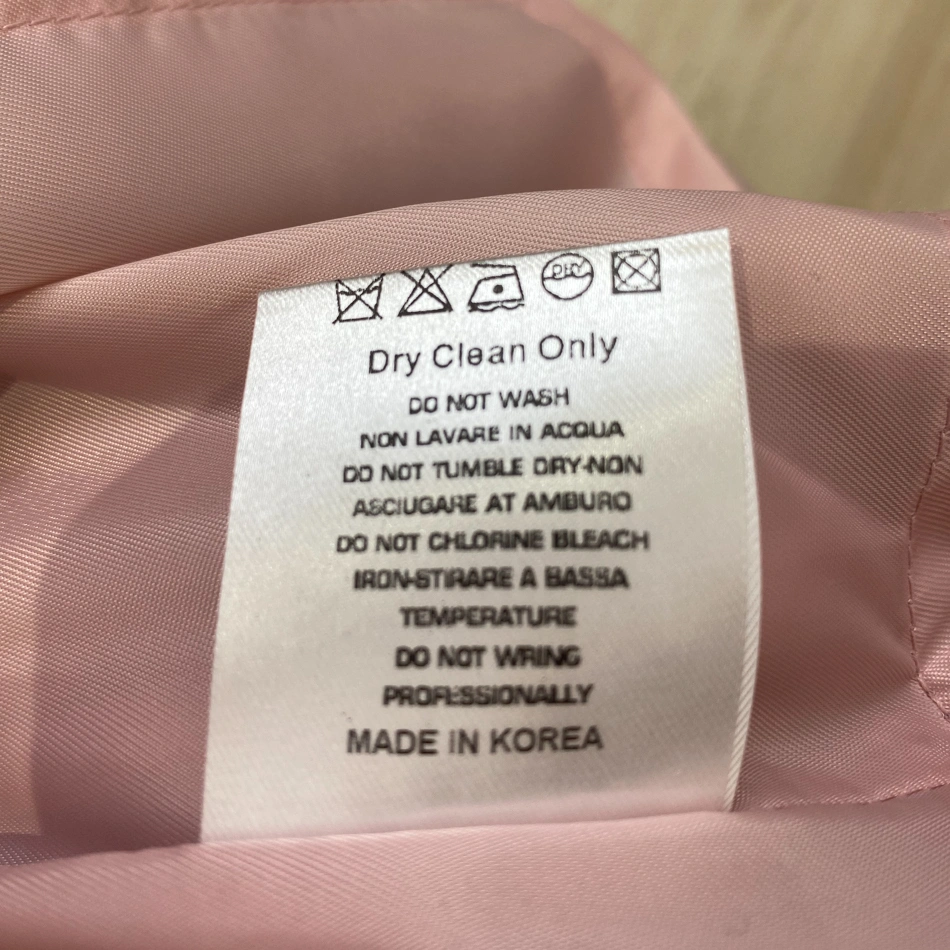 DRY
Dry Clean Only
DO NOT WASH
NON LAVARE IN ACQUA
DO NOT TUMBLE DRY-NON
ASCIUGARE AT AMBURO
DO NOT CHLORINE BLEACH
IRON-STIRARE A BASSA
TEMPERATURE
DO NOT WRING
PROFESSIONALLY
MADE IN KOREA